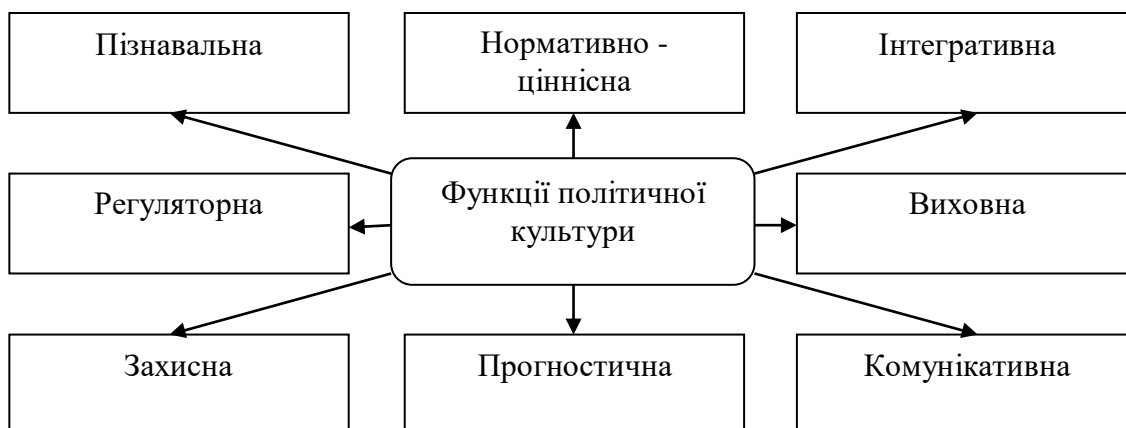 Пізнавальна
Нормативно -
ціннісна
Інтегративна
Регуляторна
Функції політичної
культури
Виховна
Захисна
Прогностична
Комунікативна